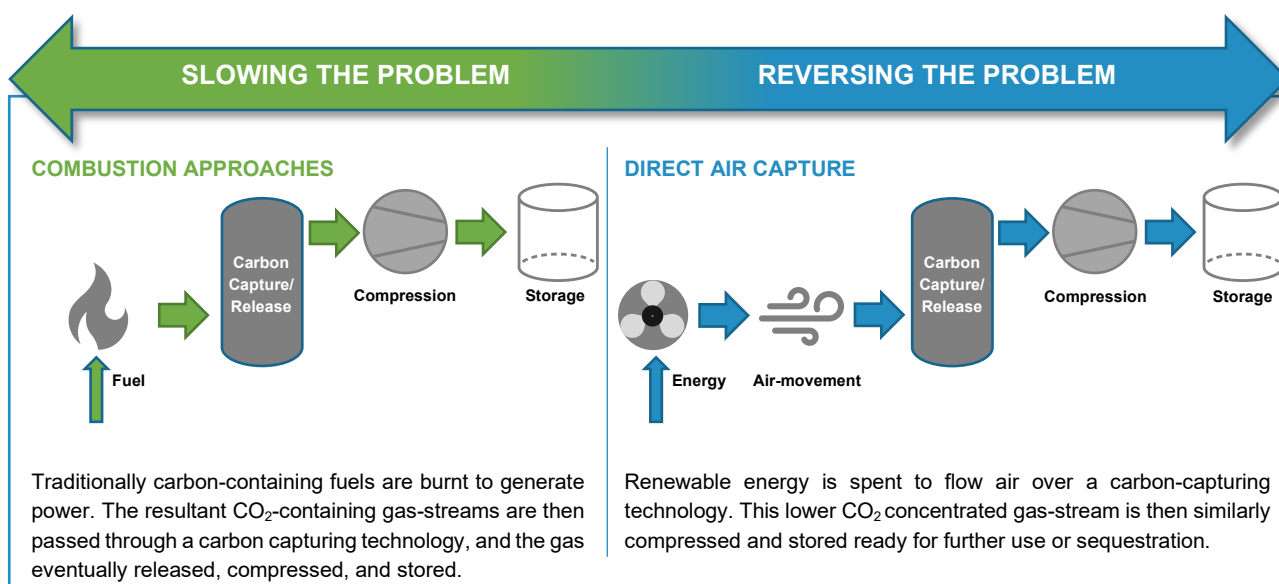 SLOWING THE PROBLEM
REVERSING THE PROBLEM
COMBUSTION APPROACHES
Carbon
Capture/
Release
Compression
Storage
Fuel
Traditionally carbon-containing fuels are burnt to generate
power. The resultant CO₂-containing gas-streams are then
passed through a carbon capturing technology, and the gas
eventually released, compressed, and stored.
DIRECT AIR CAPTURE
Carbon
Capture/
Release
Compression
Storage
Energy
Air-movement
Renewable energy is spent to flow air over a carbon-capturing
technology. This lower CO₂ concentrated gas-stream is then similarly
compressed and stored ready for further use or sequestration.